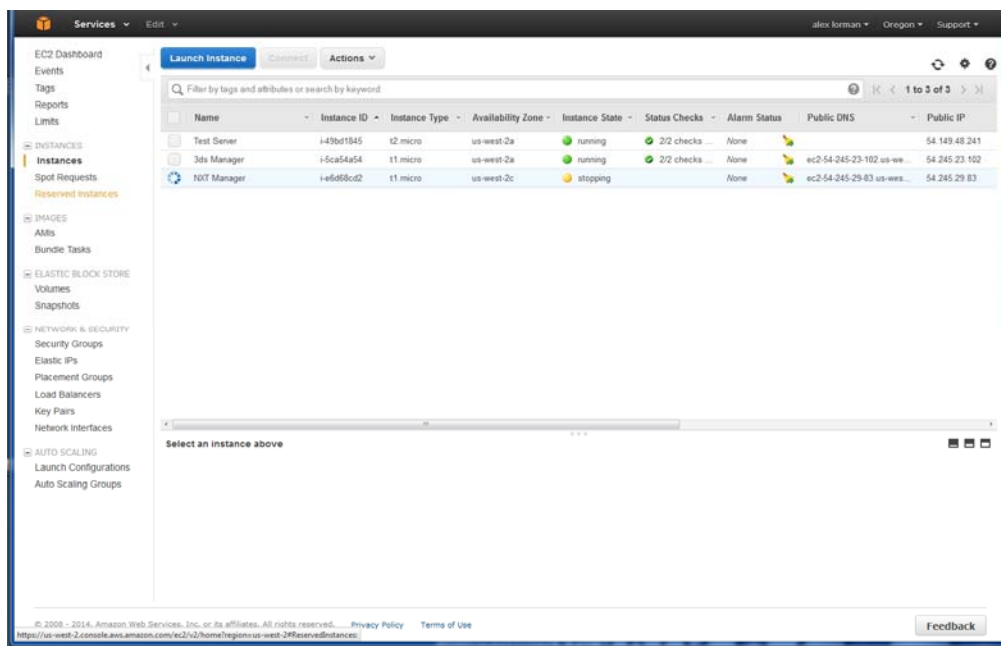 Services Edit alex lorman Oregon Support
EC2 Dashboard
Events
Tags
Reports
Limits
INSTANCES
Instances
Spot Requests
Reserved Instances
IMAGES
AMIs
Bundle Tasks
ELASTIC BLOCK STORE
Volumes
Snapshots
NETWORK & SECURITY
Security Groups
Elastic IPs
Placement Groups
Load Balancers
Key Pairs
Network Interfaces
AUTO SCALING
Launch Configurations
Auto Scaling Groups
Launch Instance Connect Actions
Filter by tags and attributes or search by keyword 1 to 3 of 3
Name Instance ID Instance Type Availability Zone Instance State Status Checks Alarm Status Public DNS Public IP
Test Server i-49bd1845 t2.micro us-west-2a running 2/2 checks ... None 54.149.48.241
3ds Manager i-5ca54a54 t1.micro us-west-2a running 2/2 checks ... None ec2-54-245-23-102.us-we... 54.245.23.102
NXT Manager i-e6d68cd2 t1.micro us-west-2c stopping None ec2-54-245-29-83.us-wes... 54.245.29.83
Select an instance above
© 2008 - 2014, Amazon Web Services, Inc. or its affiliates. All rights reserved. Privacy Policy Terms of Use Feedback
https://us-west-2.console.aws.amazon.com/ec2/v2/home?region=us-west-2#ReservedInstances: